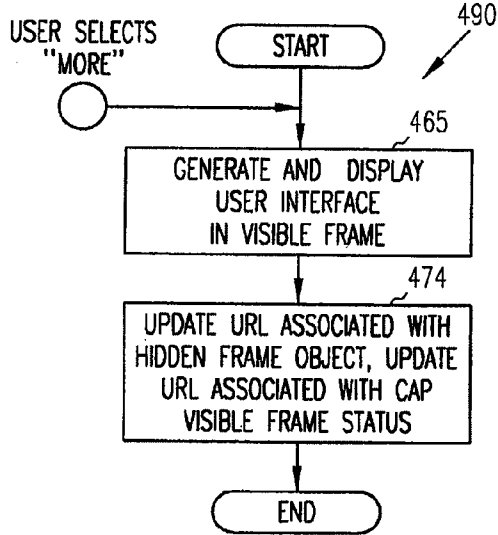 USER SELECTS
"MORE"
START
490
465
GENERATE AND DISPLAY
USER INTERFACE
IN VISIBLE FRAME
474
UPDATE URL ASSOCIATED WITH
HIDDEN FRAME OBJECT, UPDATE
URL ASSOCIATED WITH CAP
VISIBLE FRAME STATUS
END